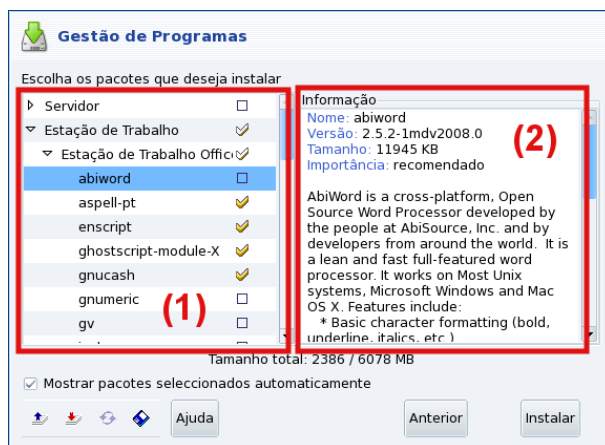 Gestão de Programas
Escolha os pacotes que deseja instalar
Servidor
Estação de Trabalho
Estação de Trabalho Offic
abiword
aspell-pt
enscript
ghostscript-module-X
gnucash
gnumeric
gv
(1)
Informação
Nome: abiword
Versão: 2.5.2-1mdv2008.0
Tamanho: 11945 KB
Importância: recomendado
(2)
AbiWord is a cross-platform, Open
Source Word Processor developed by
the people at AbiSource, Inc. and by
developers from around the world. It is
a lean and fast full-featured word
processor. It works on Most Unix
systems, Microsoft Windows and Mac
OS X. Features include:
* Basic character formatting (bold,
underline, italics, etc.)
Tamanho total: 2386 / 6078 MB
Mostrar pacotes seleccionados automaticamente
Ajuda
Anterior
Instalar